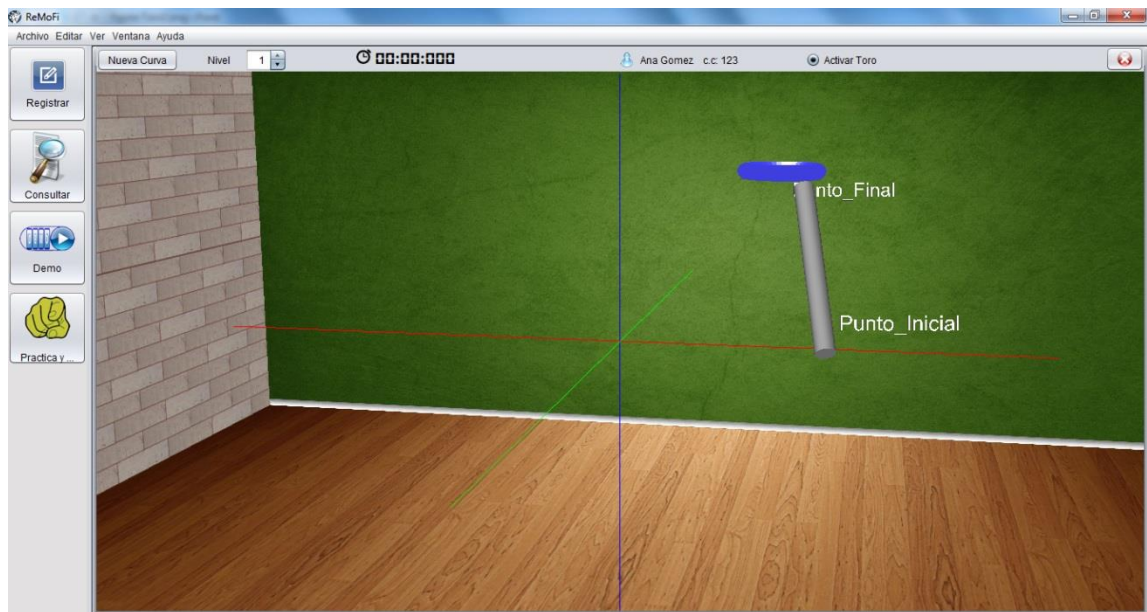 ReMoFi
Archivo Editar Ver Ventana Ayuda
Nueva Curva Nivel 1 00:00:000 Ana Gomez c.c: 123 Activar Toro
Registrar
Consultar
Demo
Practica y ...
nto_Final
Punto_Inicial